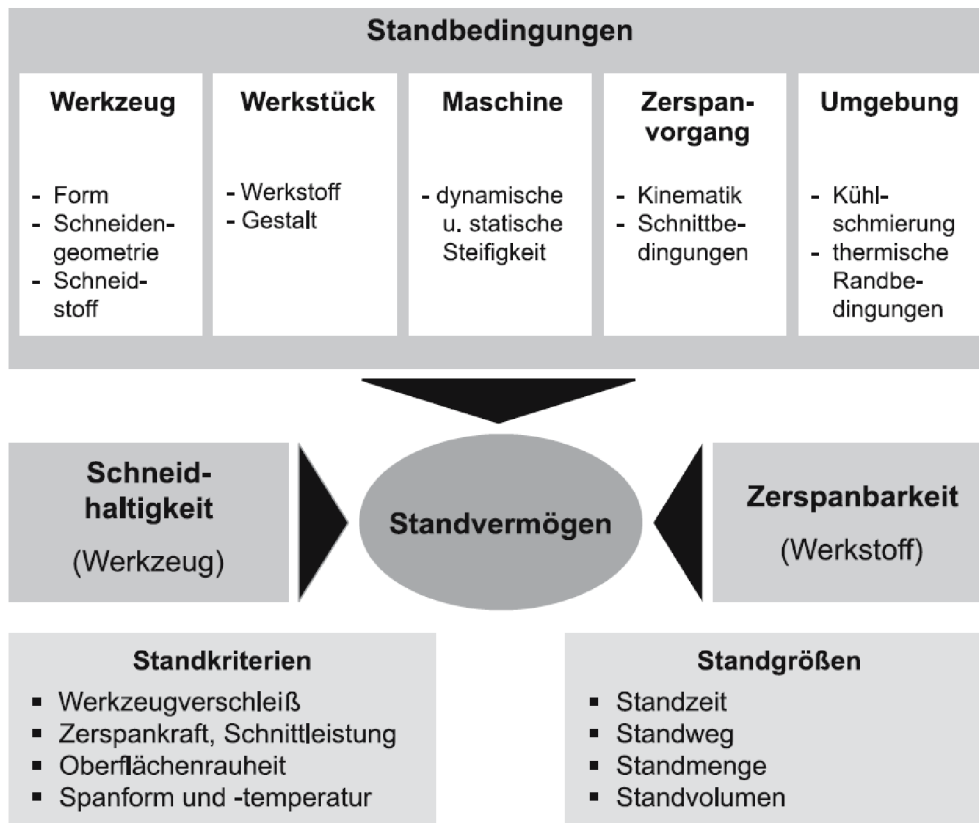 Standbedingungen
Werkzeug
- Form
- Schneiden-
geometrie
- Schneid-
stoff
Werkstück
- Werkstoff
- Gestalt
Maschine
- dynamische
u. statische
Steifigkeit
Zerspan-
vorgang
- Kinematik
- Schnittbe-
dingungen
Umgebung
- Kühl-
schmierung
- thermische
Randbe-
dingungen
Schneid-
haltigkeit
(Werkzeug)
Standvermögen
Zerspanbarkeit
(Werkstoff)
Standkriterien
▪ Werkzeugverschleiß
▪ Zerspankraft, Schnittleistung
▪ Oberflächenrauheit
▪ Spanform und -temperatur
Standgrößen
▪ Standzeit
▪ Standweg
▪ Standmenge
▪ Standvolumen